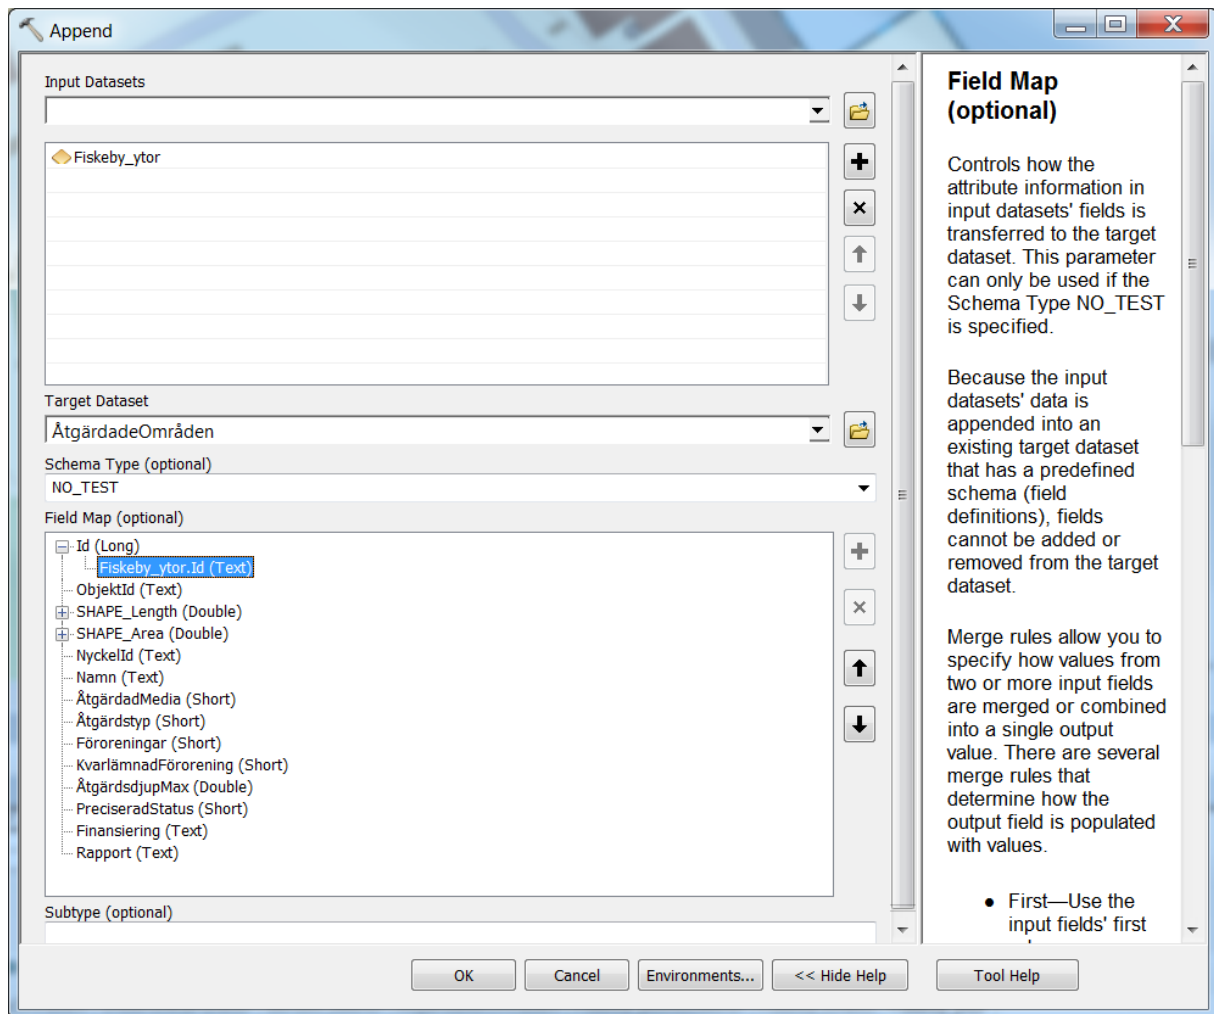 Append
Input Datasets
Fiskeby_ytor
Target Dataset
ÅtgärdadeOmråden
Schema Type (optional)
NO_TEST
Field Map (optional)
Id (Long)
Fiskeby_ytor.Id (Text)
ObjektId (Text)
SHAPE_Length (Double)
SHAPE_Area (Double)
NyckelId (Text)
Namn (Text)
ÅtgärdadMedia (Short)
Åtgärdstyp (Short)
Föroreningar (Short)
KvarlämnadFörorening (Short)
ÅtgärdsdjupMax (Double)
PreciseradStatus (Short)
Finansiering (Text)
Rapport (Text)
Subtype (optional)
OK
Cancel
Environments...
<< Hide Help
Tool Help
Field Map
(optional)
Controls how the
attribute information in
input datasets' fields is
transferred to the target
dataset. This parameter
can only be used if the
Schema Type NO_TEST
is specified.
Because the input
datasets' data is
appended into an
existing target dataset
that has a predefined
schema (field
definitions), fields
cannot be added or
removed from the target
dataset.
Merge rules allow you to
specify how values from
two or more input fields
are merged or combined
into a single output
value. There are several
merge rules that
determine how the
output field is populated
with values.
● First—Use the
input fields' first